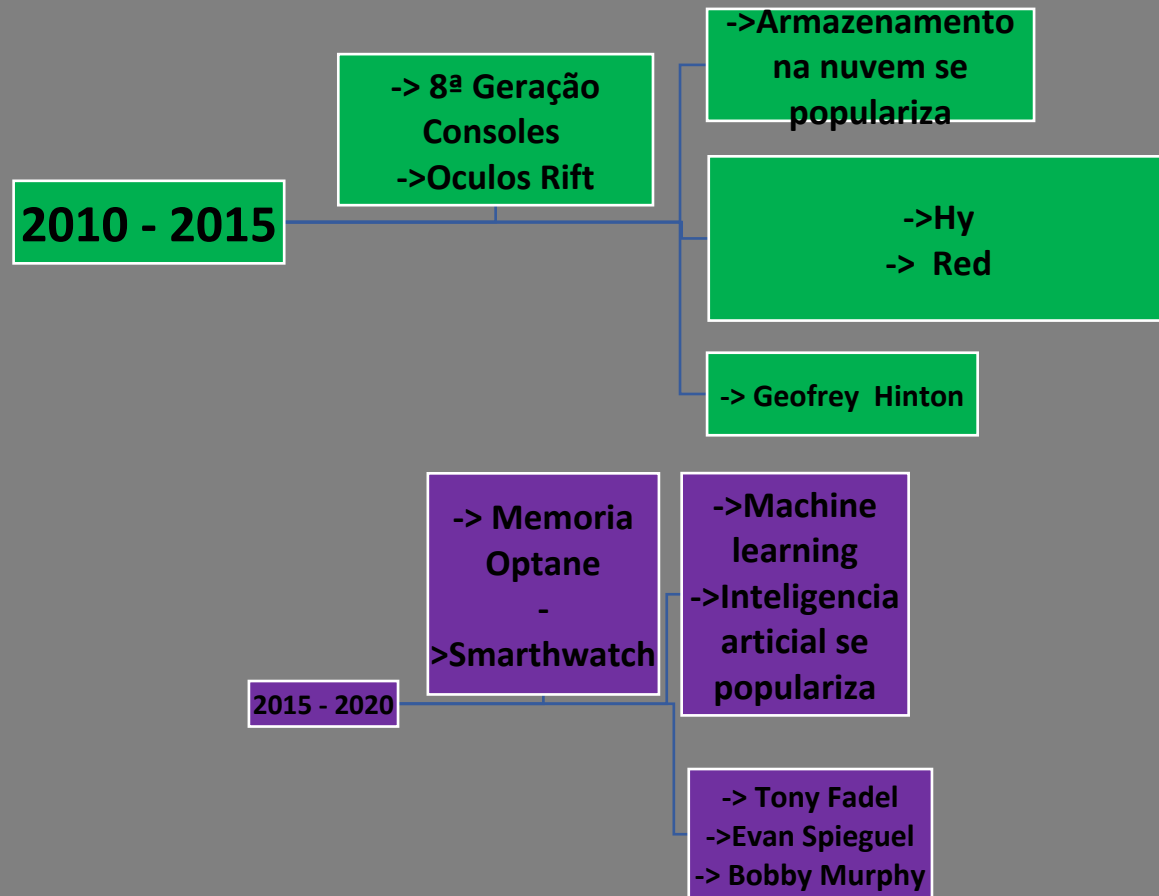 2010 - 2015
-> 8ª Geração
Consoles
->Oculos Rift
->Armazenamento
na nuvem se
populariza
->Hy
-> Red
-> Geofrey Hinton
2015 - 2020
-> Memoria
Optane
-
>Smarthwatch
->Machine
learning
->Inteligencia
articial se
populariza
-> Tony Fadel
->Evan Spieguel
-> Bobby Murphy